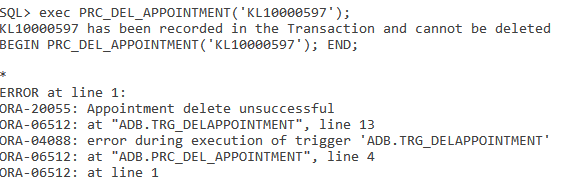 SQL> exec PRC_DEL_APPOINTMENT('KL10000597');
KL10000597 has been recorded in the Transaction and cannot be deleted
BEGIN PRC_DEL_APPOINTMENT('KL10000597'); END;
*
ERROR at line 1:
ORA-20055: Appointment delete unsuccessful
ORA-06512: at "ADB.TRG_DELAPPOINTMENT", line 13
ORA-04088: error during execution of trigger 'ADB.TRG_DELAPPOINTMENT'
ORA-06512: at "ADB.PRC_DEL_APPOINTMENT", line 4
ORA-06512: at line 1